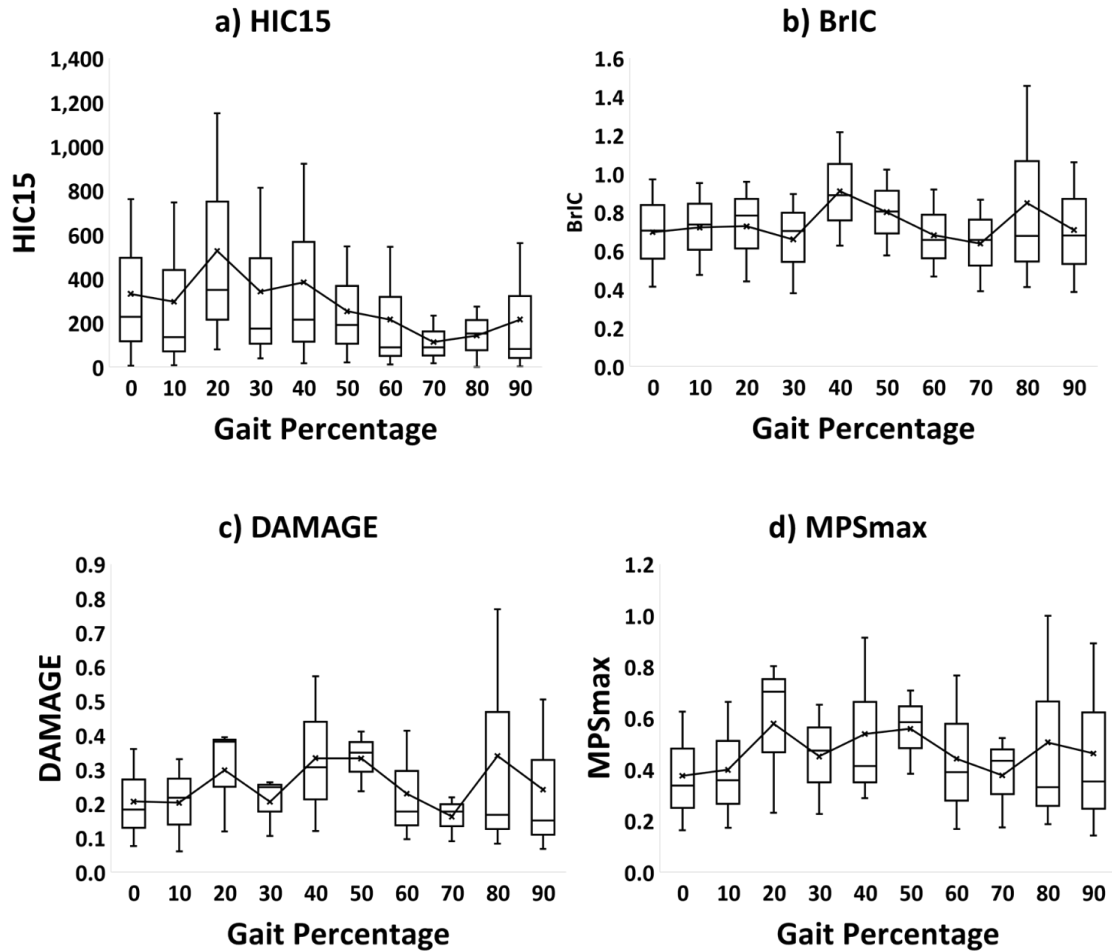 a) HIC15
1,400
1,200
1,000
800
600
400
200
0
HIC15
0 10 20 30 40 50 60 70 80 90
Gait Percentage
b) BrIC
1.6
1.4
1.2
1.0
0.8
0.6
0.4
0.2
0.0
BrIC
0 10 20 30 40 50 60 70 80 90
Gait Percentage
c) DAMAGE
0.9
0.8
0.7
0.6
0.5
0.4
0.3
0.2
0.1
0.0
DAMAGE
0 10 20 30 40 50 60 70 80 90
Gait Percentage
d) MPSmax
1.2
1.0
0.8
0.6
0.4
0.2
0.0
MPSmax
0 10 20 30 40 50 60 70 80 90
Gait Percentage